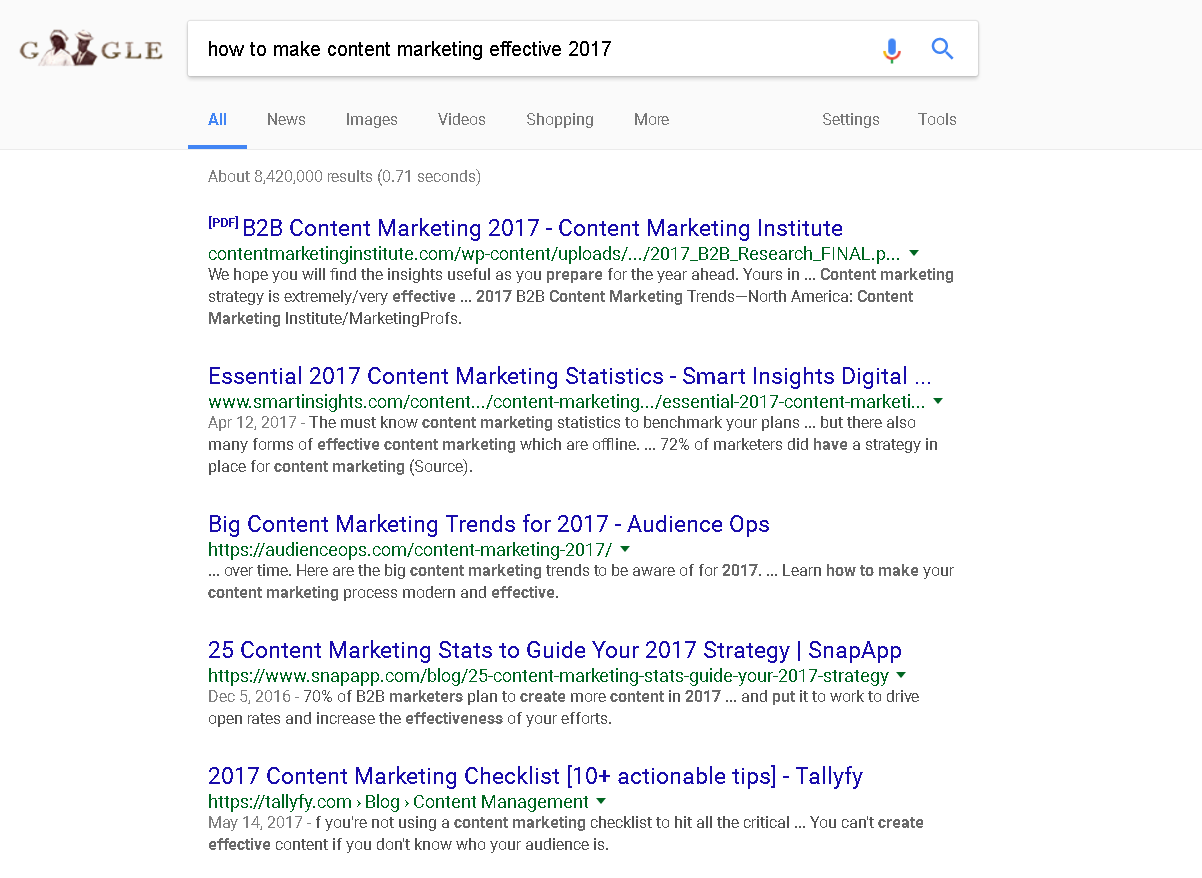 GOOGLE
how to make content marketing effective 2017
All News Images Videos Shopping More Settings Tools
About 8,420,000 results (0.71 seconds)
[PDF] B2B Content Marketing 2017 - Content Marketing Institute
contentmarketinginstitute.com/wp-content/uploads/.../2017_B2B_Research_FINAL.p...
We hope you will find the insights useful as you prepare for the year ahead. Yours in ... Content marketing
strategy is extremely/very effective ... 2017 B2B Content Marketing Trends—North America: Content
Marketing Institute/MarketingProfs.
Essential 2017 Content Marketing Statistics - Smart Insights Digital ...
www.smartinsights.com/content.../content-marketing.../essential-2017-content-marketi...
Apr 12, 2017 - The must know content marketing statistics to benchmark your plans ... but there also
many forms of effective content marketing which are offline. ... 72% of marketers did have a strategy in
place for content marketing (Source).
Big Content Marketing Trends for 2017 - Audience Ops
https://audienceops.com/content-marketing-2017/
... over time. Here are the big content marketing trends to be aware of for 2017. ... Learn how to make your
content marketing process modern and effective.
25 Content Marketing Stats to Guide Your 2017 Strategy | SnapApp
https://www.snapapp.com/blog/25-content-marketing-stats-guide-your-2017-strategy
Dec 5, 2016 - 70% of B2B marketers plan to create more content in 2017 ... and put it to work to drive
open rates and increase the effectiveness of your efforts.
2017 Content Marketing Checklist [10+ actionable tips] - Tallyfy
https://tallyfy.com › Blog › Content Management
May 14, 2017 - f you're not using a content marketing checklist to hit all the critical ... You can't create
effective content if you don't know who your audience is.